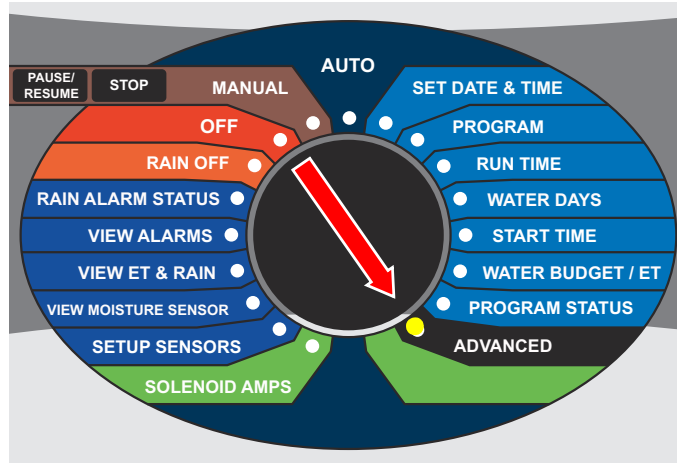 AUTO
PAUSE/
RESUME
STOP
MANUAL
OFF
RAIN OFF
RAIN ALARM STATUS
VIEW ALARMS
VIEW ET & RAIN
VIEW MOISTURE SENSOR
SETUP SENSORS
SOLENOID AMPS
SET DATE & TIME
PROGRAM
RUN TIME
WATER DAYS
START TIME
WATER BUDGET / ET
PROGRAM STATUS
ADVANCED